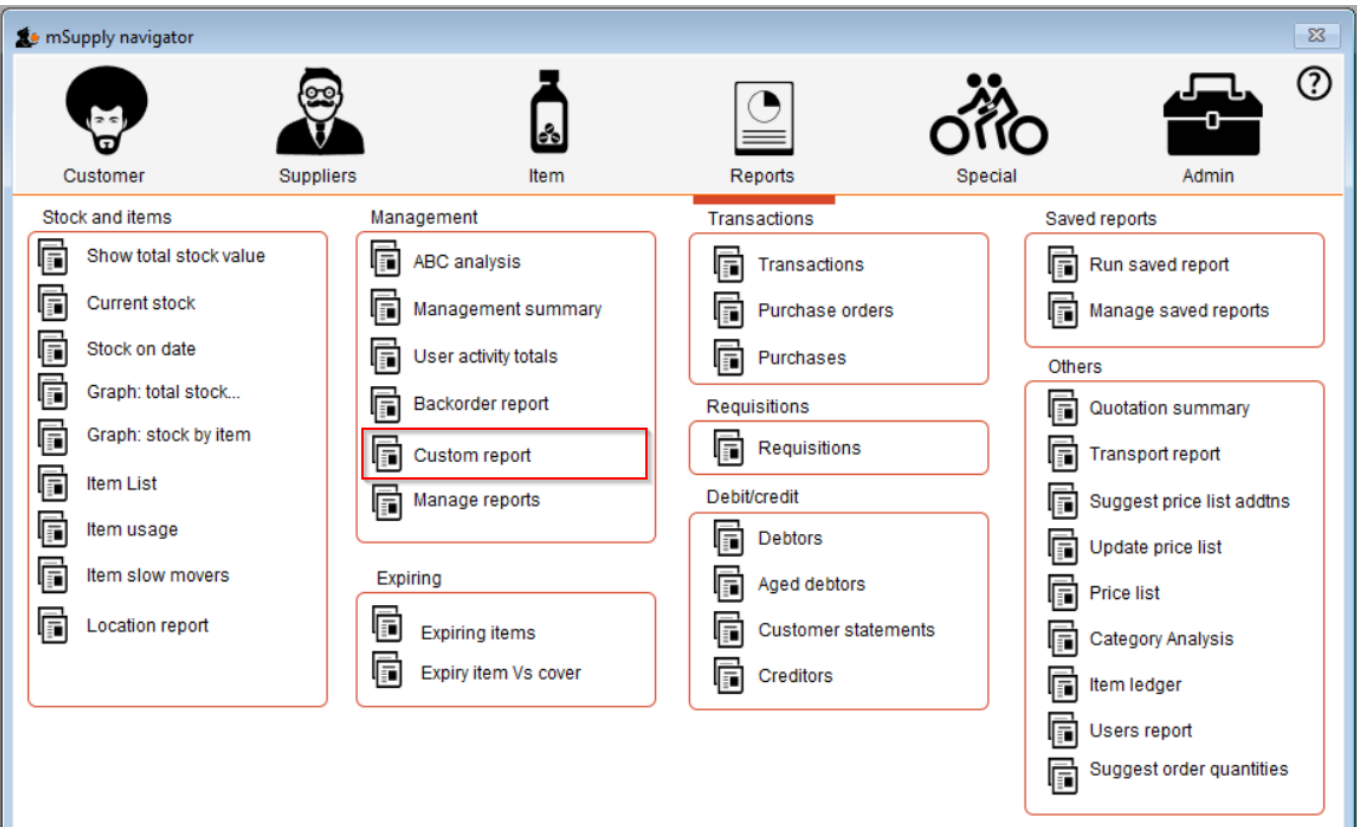 mSupply navigator
?
Customer
Suppliers
Item
Reports
Special
Admin
Stock and items
Show total stock value
Current stock
Stock on date
Graph: total stock...
Graph: stock by item
Item List
Item usage
Item slow movers
Location report
Management
ABC analysis
Management summary
User activity totals
Backorder report
Custom report
Manage reports
Expiring
Expiring items
Expiry item Vs cover
Transactions
Transactions
Purchase orders
Purchases
Requisitions
Requisitions
Debit/credit
Debtors
Aged debtors
Customer statements
Creditors
Saved reports
Run saved report
Manage saved reports
Others
Quotation summary
Transport report
Suggest price list addtns
Update price list
Price list
Category Analysis
Item ledger
Users report
Suggest order quantities